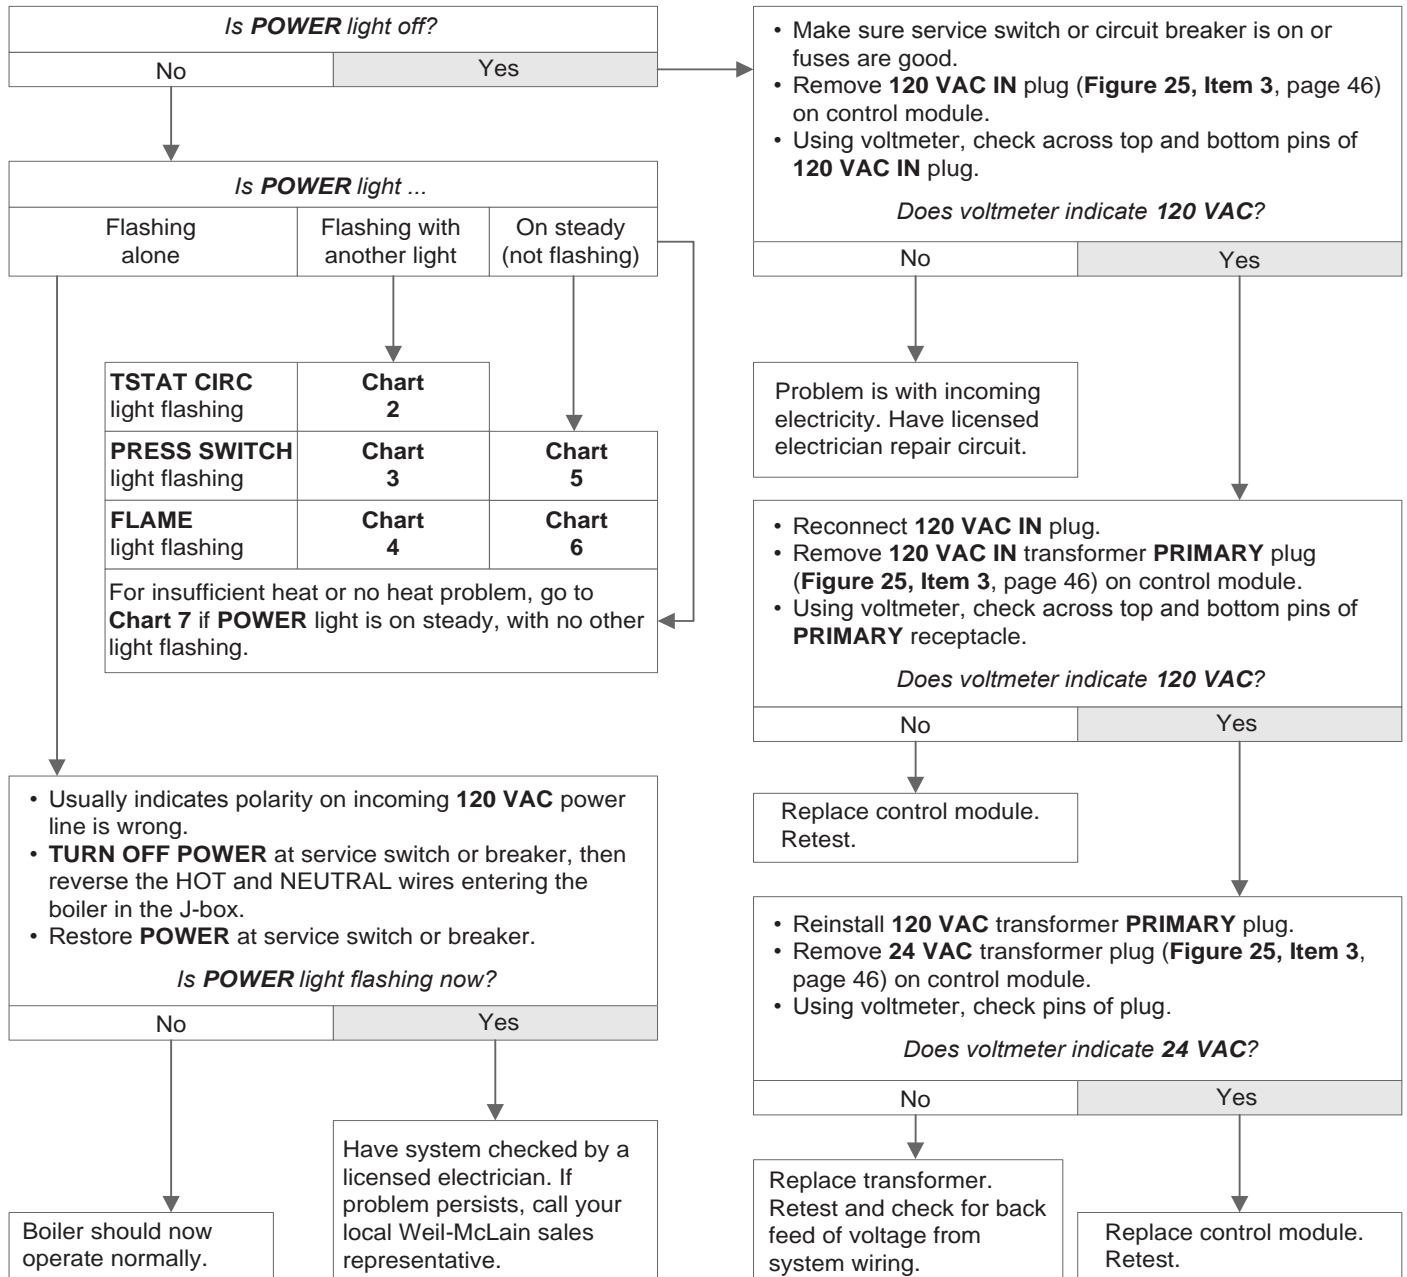 Is POWER light off?
No
Yes
Is POWER light ...
Flashing
alone
Flashing with
another light
On steady
(not flashing)
TSTAT CIRC
light flashing
Chart
2
PRESS SWITCH
light flashing
Chart
3
Chart
5
FLAME
light flashing
Chart
4
Chart
6
For insufficient heat or no heat problem, go to
Chart 7 if POWER light is on steady, with no other
light flashing.
• Usually indicates polarity on incoming 120 VAC power
line is wrong.
• TURN OFF POWER at service switch or breaker, then
reverse the HOT and NEUTRAL wires entering the
boiler in the J-box.
• Restore POWER at service switch or breaker.
Is POWER light flashing now?
No
Yes
Boiler should now
operate normally.
Have system checked by a
licensed electrician. If
problem persists, call your
local Weil-McLain sales
representative.
• Make sure service switch or circuit breaker is on or
fuses are good.
• Remove 120 VAC IN plug (Figure 25, Item 3, page 46)
on control module.
• Using voltmeter, check across top and bottom pins of
120 VAC IN plug.
Does voltmeter indicate 120 VAC?
No
Yes
Problem is with incoming
electricity. Have licensed
electrician repair circuit.
• Reconnect 120 VAC IN plug.
• Remove 120 VAC IN transformer PRIMARY plug
(Figure 25, Item 3, page 46) on control module.
• Using voltmeter, check across top and bottom pins of
PRIMARY receptacle.
Does voltmeter indicate 120 VAC?
No
Yes
Replace control module.
Retest.
• Reinstall 120 VAC transformer PRIMARY plug.
• Remove 24 VAC transformer plug (Figure 25, Item 3,
page 46) on control module.
• Using voltmeter, check pins of plug.
Does voltmeter indicate 24 VAC?
No
Yes
Replace transformer.
Retest and check for back
feed of voltage from
system wiring.
Replace control module.
Retest.